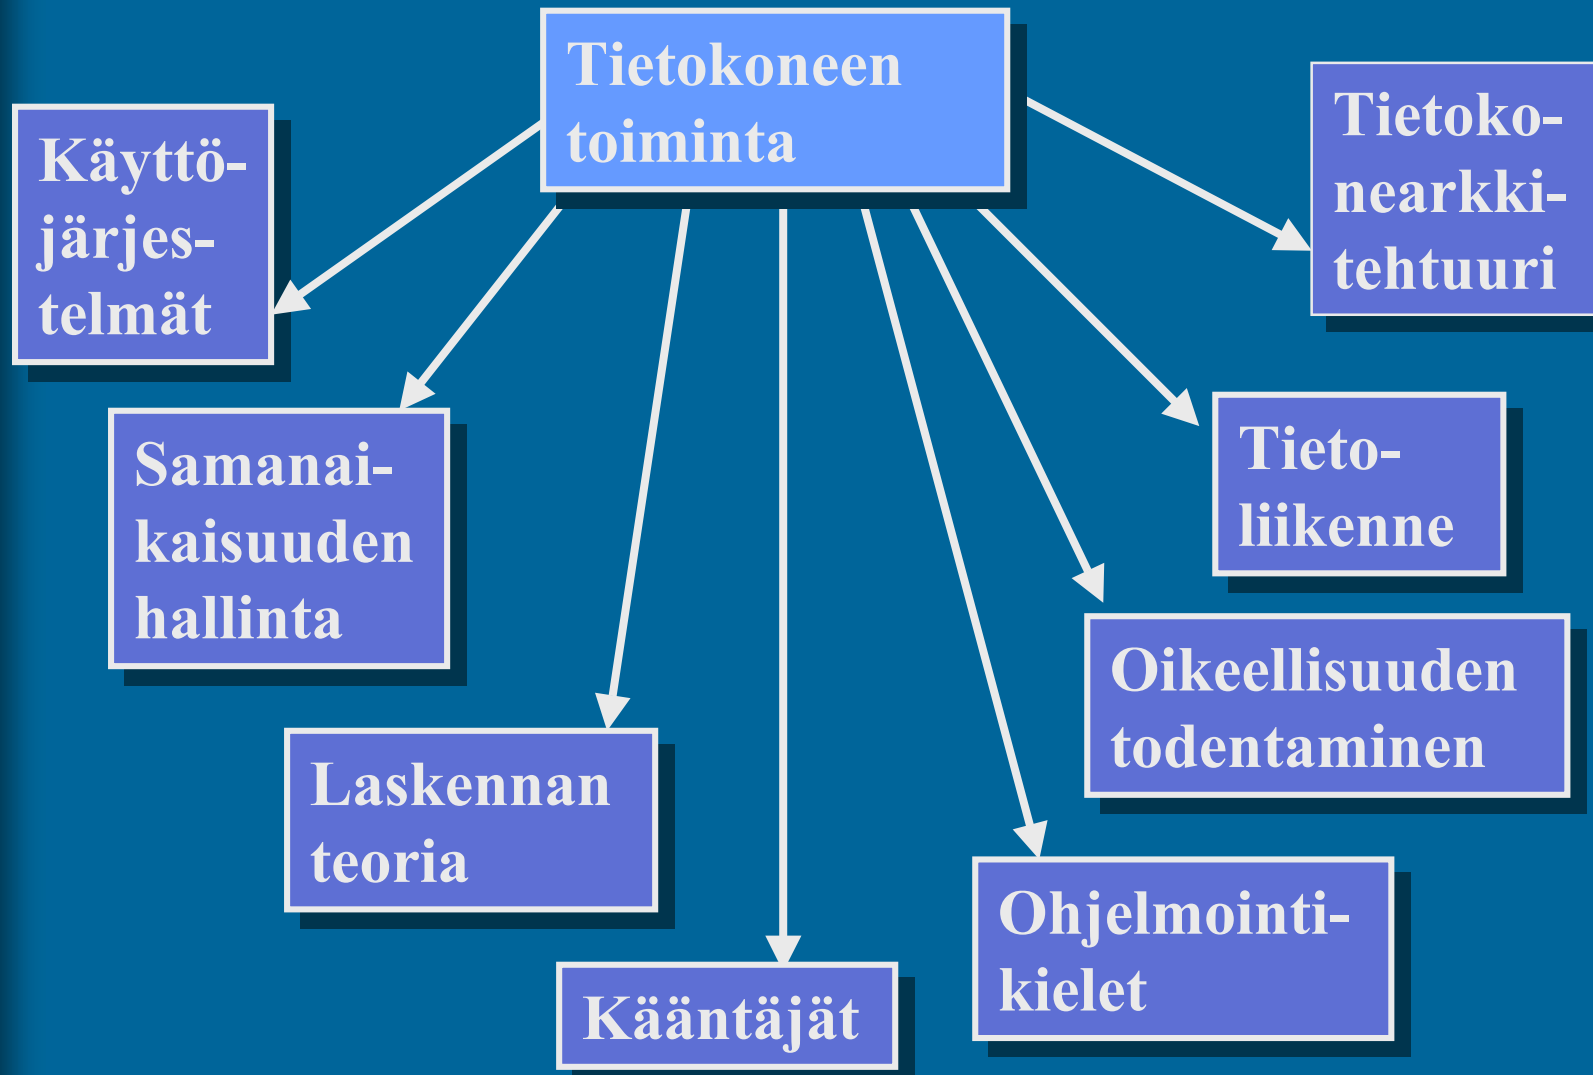 Tietokoneen
toiminta
Käyttö-
järjes-
telmät
Tietoko-
nearkki-
tehtuuri
Samanai-
kaisuuden
hallinta
Tieto-
liikenne
Oikeellisuuden
todentaminen
Laskennan
teoria
Ohjelmointi-
kielet
Kääntäjät